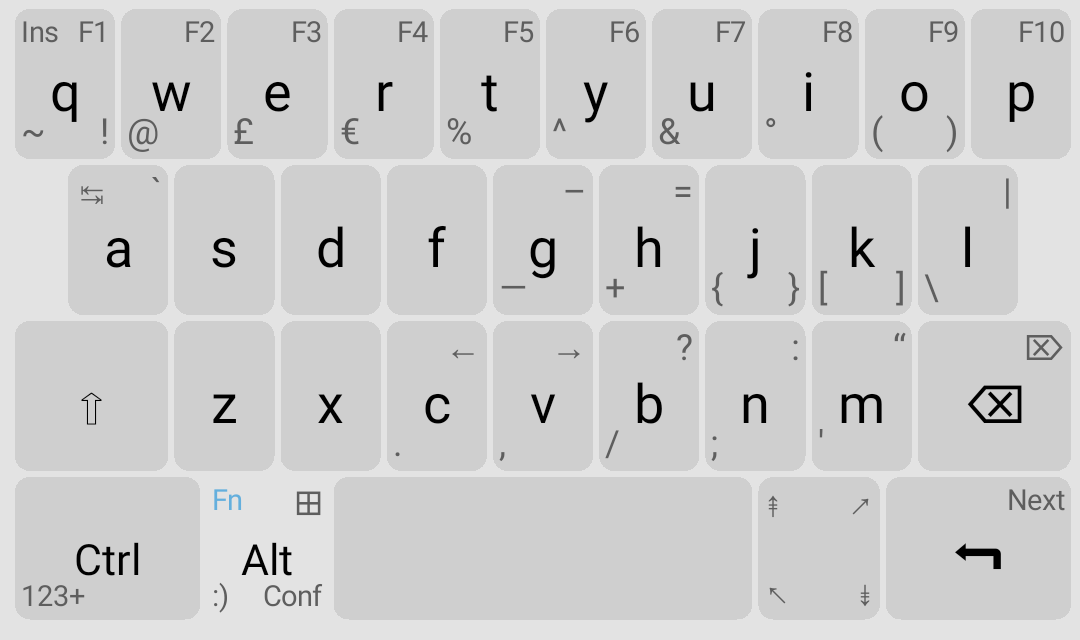 Ins F1 F2 F3 F4 F5 F6 F7 F8 F9 F10
q w e r t y u i o p
~ ! @ £ € % ^ & ° ( )
↹ ` – = |
a s d f g h j k l
— + { } [ ] \
← → ? : “ ⌦
⇧ z x c v b n m ⌫
. , / ; '
Fn ⊞ ⇞ ↗ Next
Ctrl Alt
123+ :) Conf ↖ ⇟